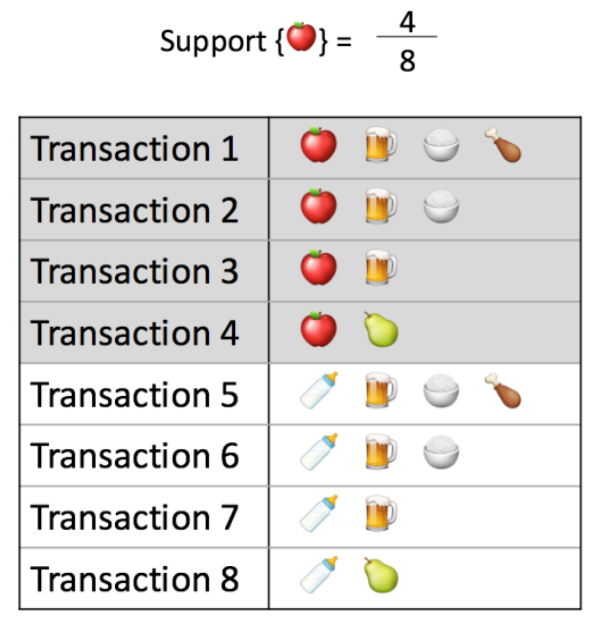 Support {🍎} = 4/8
Transaction 1
Transaction 2
Transaction 3
Transaction 4
Transaction 5
Transaction 6
Transaction 7
Transaction 8